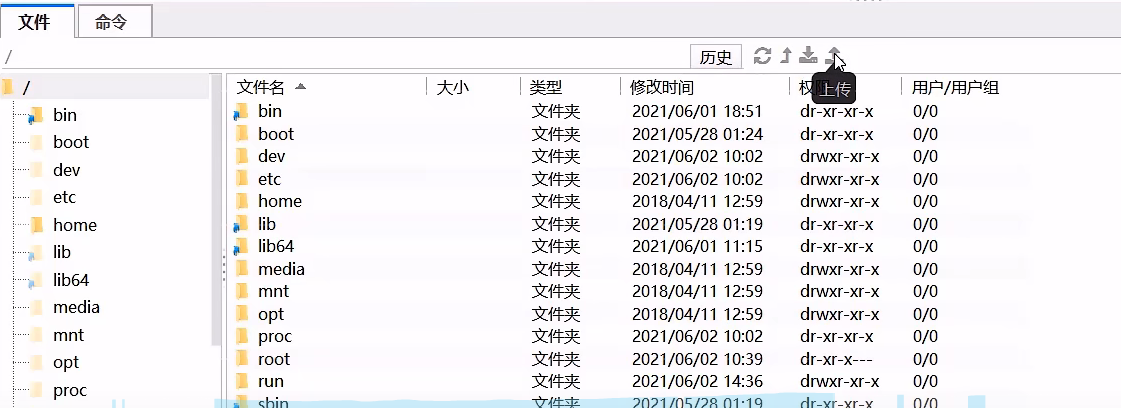 文件 命令
/ 历史
上传
/
bin
boot
dev
etc
home
lib
lib64
media
mnt
opt
proc
文件名 大小 类型 修改时间 用户/用户组
bin 文件夹 2021/06/01 18:51 dr-xr-xr-x 0/0
boot 文件夹 2021/05/28 01:24 dr-xr-xr-x 0/0
dev 文件夹 2021/06/02 10:02 drwxr-xr-x 0/0
etc 文件夹 2021/06/02 10:02 drwxr-xr-x 0/0
home 文件夹 2018/04/11 12:59 drwxr-xr-x 0/0
lib 文件夹 2021/05/28 01:19 dr-xr-xr-x 0/0
lib64 文件夹 2021/06/01 11:15 dr-xr-xr-x 0/0
media 文件夹 2018/04/11 12:59 drwxr-xr-x 0/0
mnt 文件夹 2018/04/11 12:59 drwxr-xr-x 0/0
opt 文件夹 2018/04/11 12:59 drwxr-xr-x 0/0
proc 文件夹 2021/06/02 10:02 dr-xr-xr-x 0/0
root 文件夹 2021/06/02 10:39 dr-xr-x--- 0/0
run 文件夹 2021/06/02 14:36 drwxr-xr-x 0/0
sbin 文件夹 2021/05/28 01:19 dr-xr-xr-x 0/0